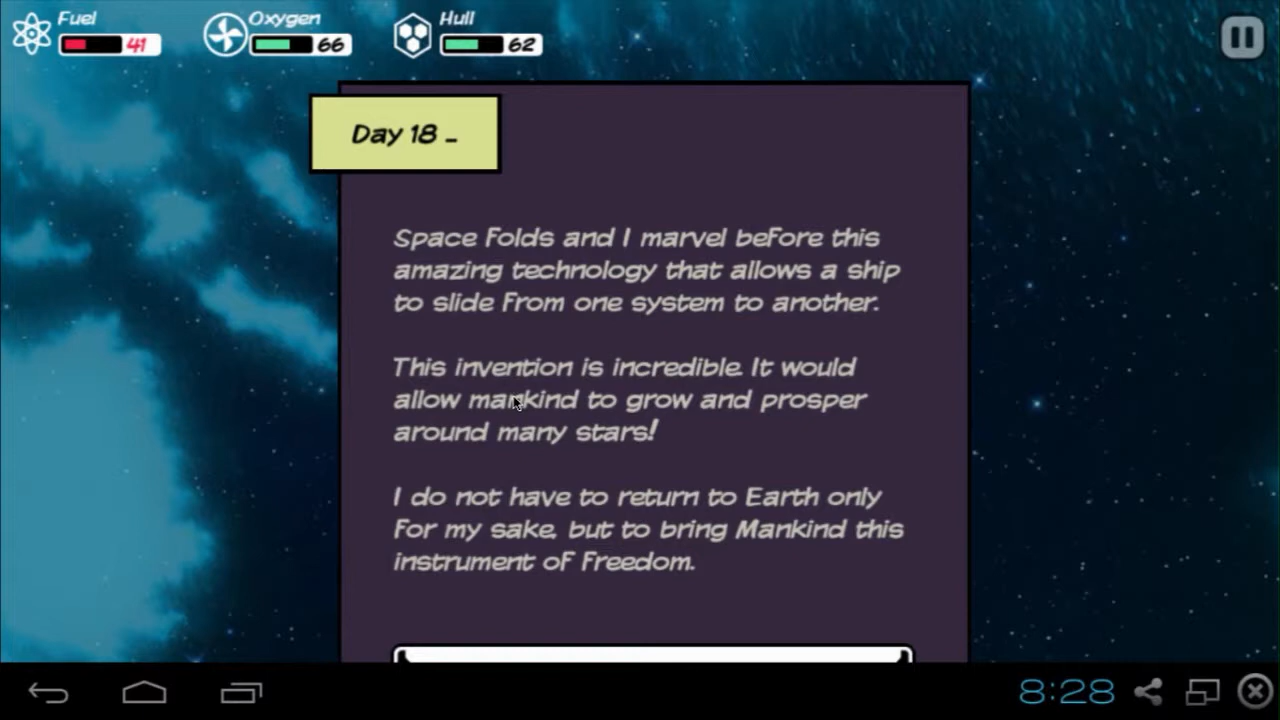 Fuel
41
Oxygen
66
Hull
62
Day 18 ...
Space Folds and I marvel before this
amazing technology that allows a ship
to slide from one system to another.
This invention is incredible. It would
allow mankind to grow and prosper
around many stars!
I do not have to return to Earth only
for my sake, but to bring Mankind this
instrument of freedom.
8:28